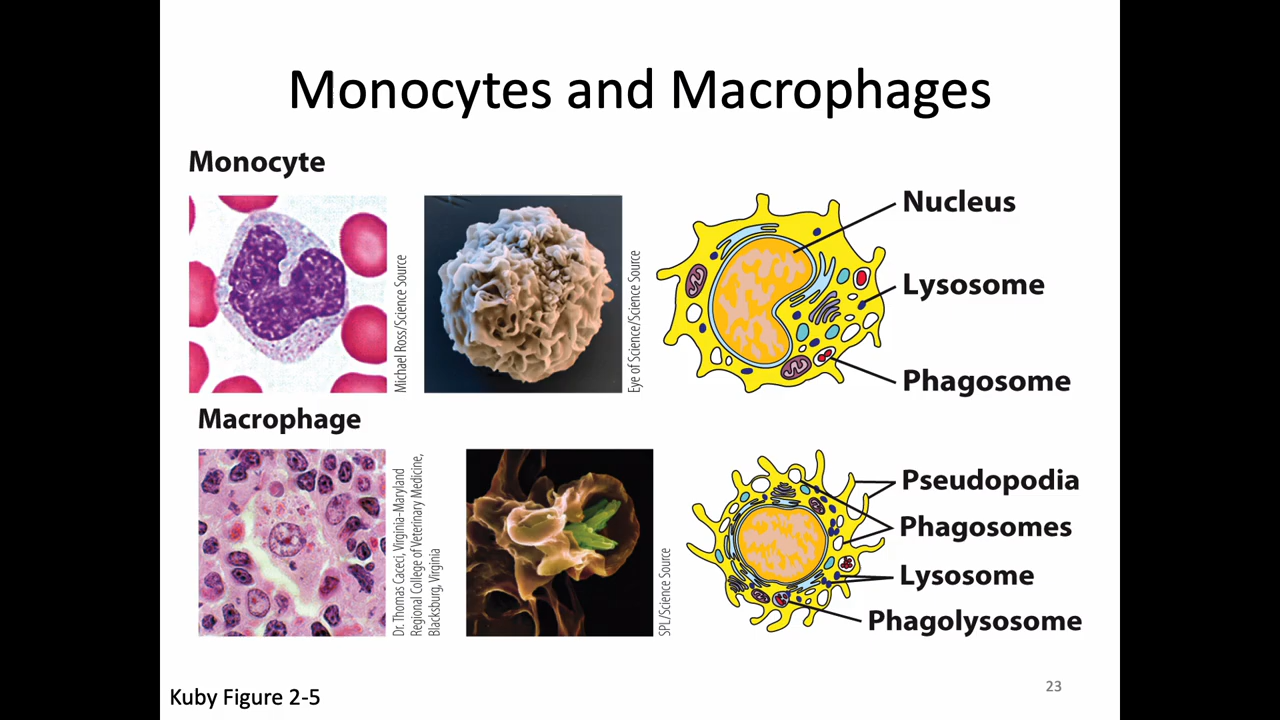 Monocytes and Macrophages
Monocyte
Michael Ross/Science Source
Eye of Science/Science Source
Nucleus
Lysosome
Phagosome
Macrophage
Dr. Thomas Caceci, Virginia-Maryland
Regional College of Veterinary Medicine,
Blacksburg, Virginia
SPL/Science Source
Pseudopodia
Phagosomes
Lysosome
Phagolysosome
Kuby Figure 2-5
23